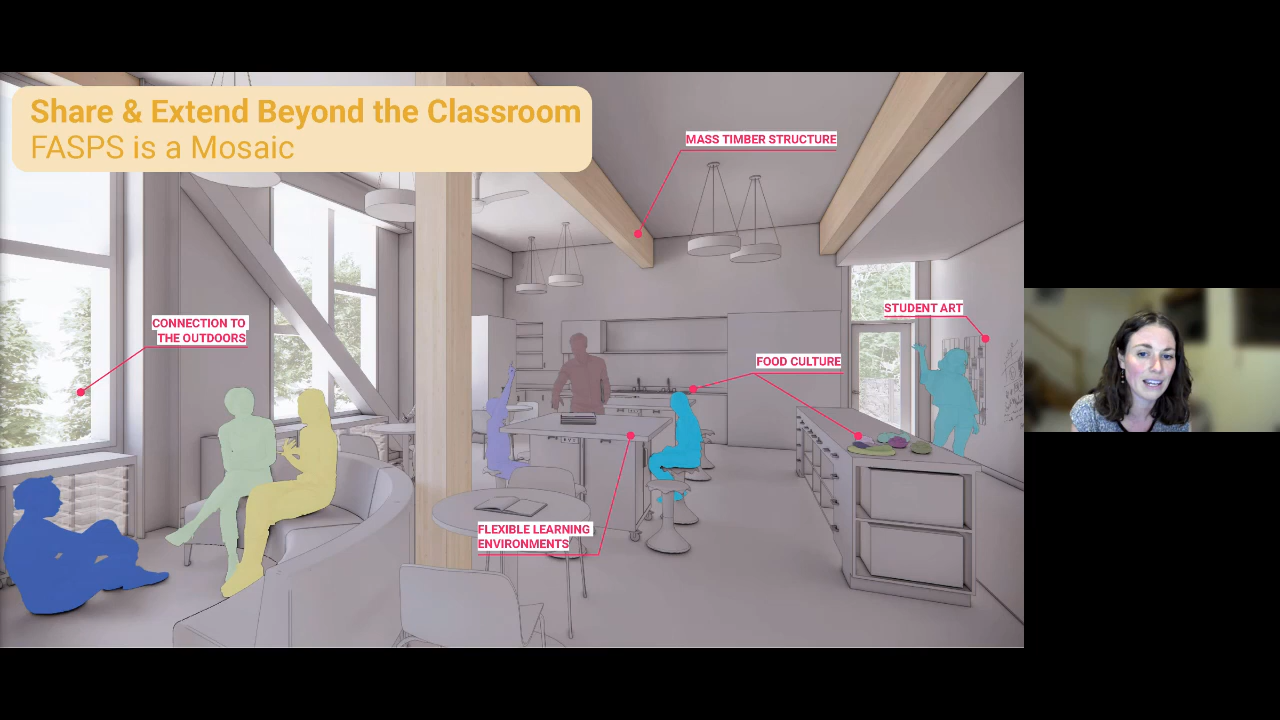 Share & Extend Beyond the Classroom
FASPS is a Mosaic
MASS TIMBER STRUCTURE
STUDENT ART
CONNECTION TO
THE OUTDOORS
FOOD CULTURE
FLEXIBLE LEARNING
ENVIRONMENTS